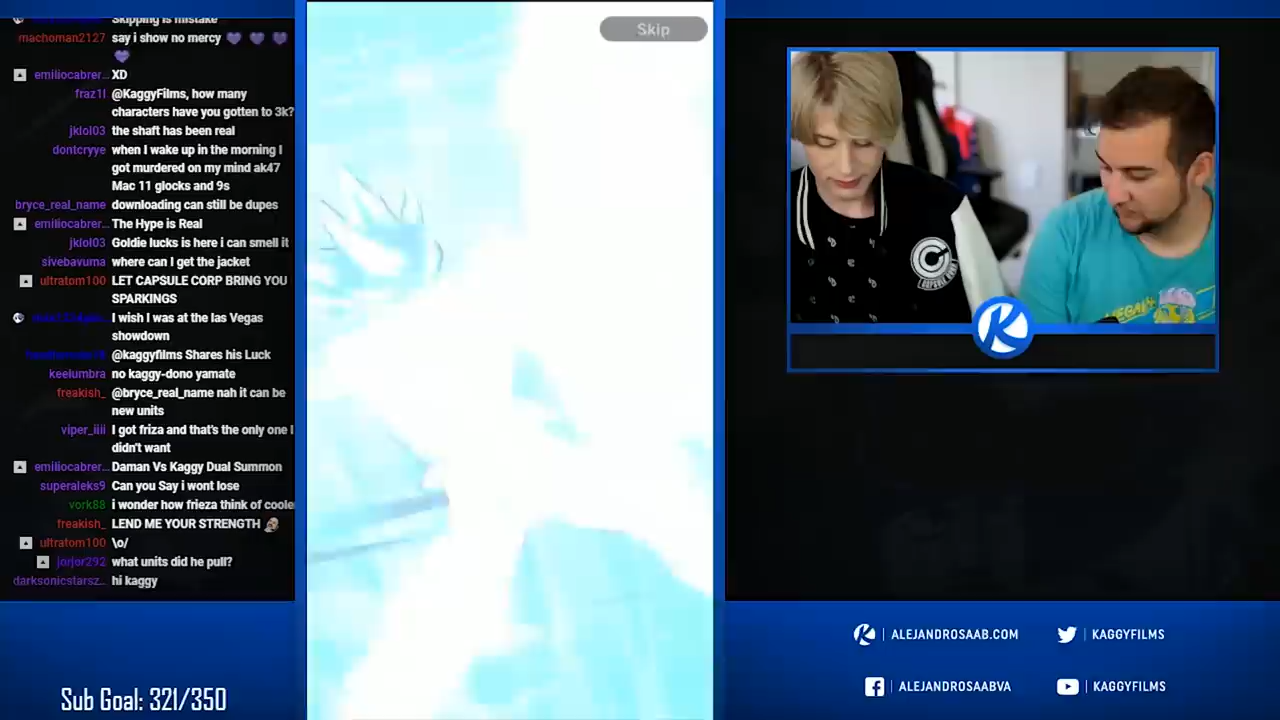 Skipping is mistake
machoman2127 say i show no mercy
emiliocabrer... XD
fraz1l @KaggyFilms, how many
characters have you gotten to 3k?
jklol03 the shaft has been real
dontcryye when I wake up in the morning I
got murdered on my mind ak47
Mac 11 glocks and 9s
bryce_real_name downloading can still be dupes
emiliocabrer... The Hype is Real
jklol03 Goldie lucks is here i can smell it
sivebavuma where can I get the jacket
ultratom100 LET CAPSULE CORP BRING YOU
SPARKINGS
I wish I was at the las Vegas
showdown
@kaggyfilms Shares his Luck
keelumbra no kaggy-dono yamate
freakish_ @bryce_real_name nah it can be
new units
viper_iiii I got friza and that's the only one I
didn't want
emiliocabrer... Daman Vs Kaggy Dual Summon
superaleks9 Can you Say i wont lose
vork88 i wonder how frieza think of coole
freakish_ LEND ME YOUR STRENGTH
ultratom100 \o/
jorjor292 what units did he pull?
darksonicstarsz... hi kaggy
Sub Goal: 321/350
Skip
K
ALEJANDROSAAB.COM
KAGGYFILMS
ALEJANDROSAABVA
KAGGYFILMS